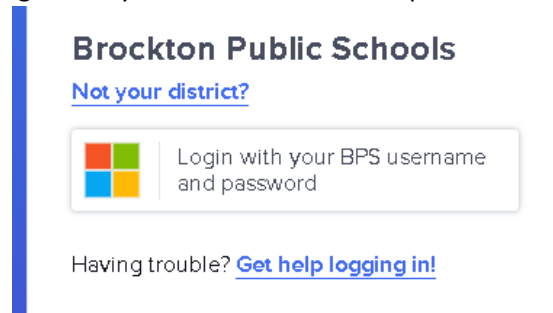 Brockton Public Schools
Not your district?
Login with your BPS username
and password
Having trouble? Get help logging in!